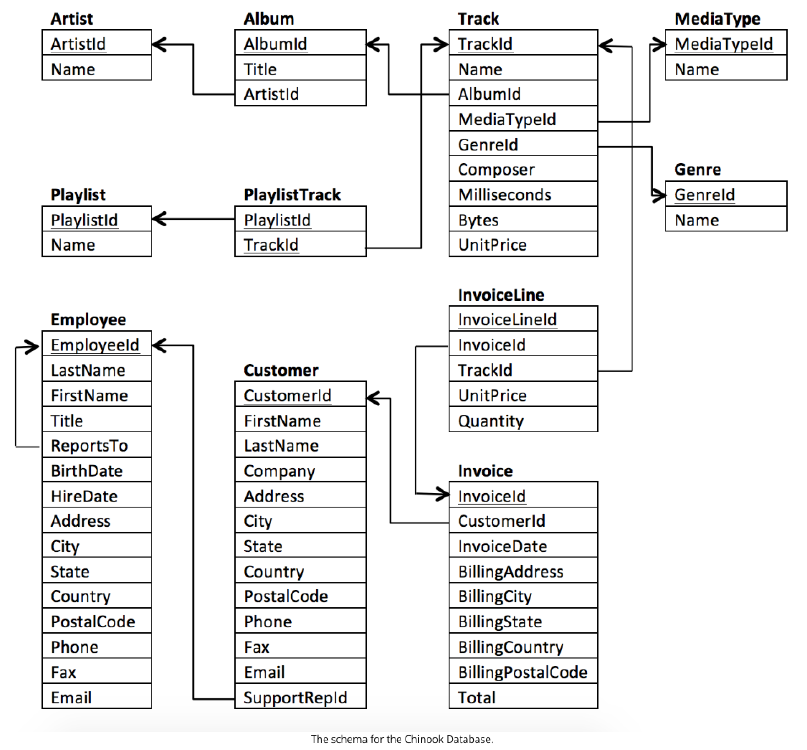 Artist
ArtistId
Name
Album
AlbumId
Title
ArtistId
Track
TrackId
Name
AlbumId
MediaTypeId
GenreId
Composer
Milliseconds
Bytes
UnitPrice
MediaType
MediaTypeId
Name
Genre
GenreId
Name
Playlist
PlaylistId
Name
PlaylistTrack
PlaylistId
TrackId
InvoiceLine
InvoiceLineId
InvoiceId
TrackId
UnitPrice
Quantity
Employee
EmployeeId
LastName
FirstName
Title
ReportsTo
BirthDate
HireDate
Address
City
State
Country
PostalCode
Phone
Fax
Email
Customer
CustomerId
FirstName
LastName
Company
Address
City
State
Country
PostalCode
Phone
Fax
Email
SupportRepId
Invoice
InvoiceId
CustomerId
InvoiceDate
BillingAddress
BillingCity
BillingState
BillingCountry
BillingPostalCode
Total
The schema for the Chinook Database.